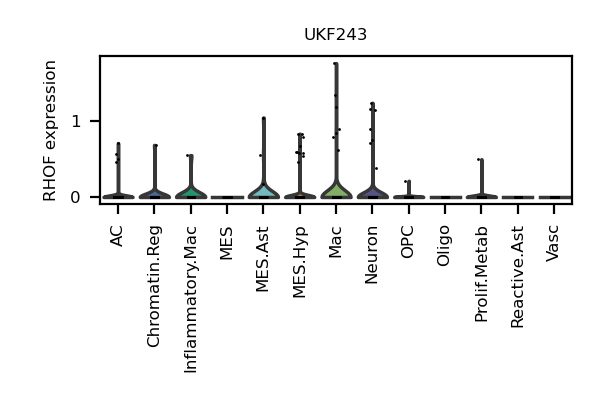 UKF243
RHOF expression
1
0
AC
Chromatin.Reg
Inflammatory.Mac
MES
MES.Ast
MES.Hyp
Mac
Neuron
OPC
Oligo
Prolif.Metab
Reactive.Ast
Vasc